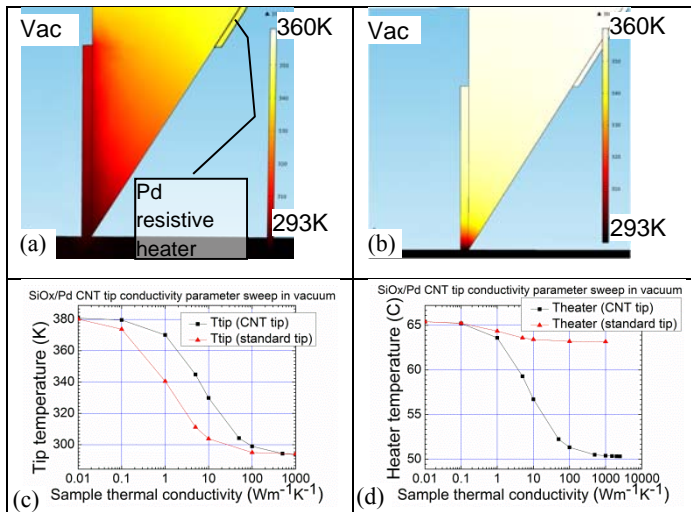 Vac
360K
Pd
resistive
heater
293K
(a)
Vac
360K
293K
(b)
SiOx/Pd CNT tip conductivity parameter sweep in vacuum
Ttip (CNT tip)
Ttip (standard tip)
Tip temperature (K)
380
360
340
320
300
0.01 0.1 1 10 100 1000
Sample thermal conductivity (Wm⁻¹K⁻¹)
(c)
SiOx/Pd CNT tip conductivity parameter sweep in vacuum
Theater (CNT tip)
Theater (standard tip)
Heater temperature (C)
65
60
55
50
0.01 0.1 1 10 100 1000 10000
Sample thermal conductivity (Wm⁻¹K⁻¹)
(d)